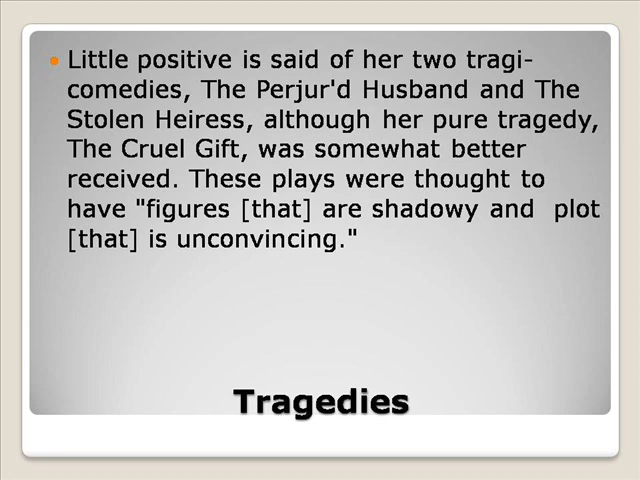 Little positive is said of her two tragi-
comedies, The Perjur'd Husband and The
Stolen Heiress, although her pure tragedy,
The Cruel Gift, was somewhat better
received. These plays were thought to
have "figures [that] are shadowy and  plot
[that] is unconvincing."
Tragedies